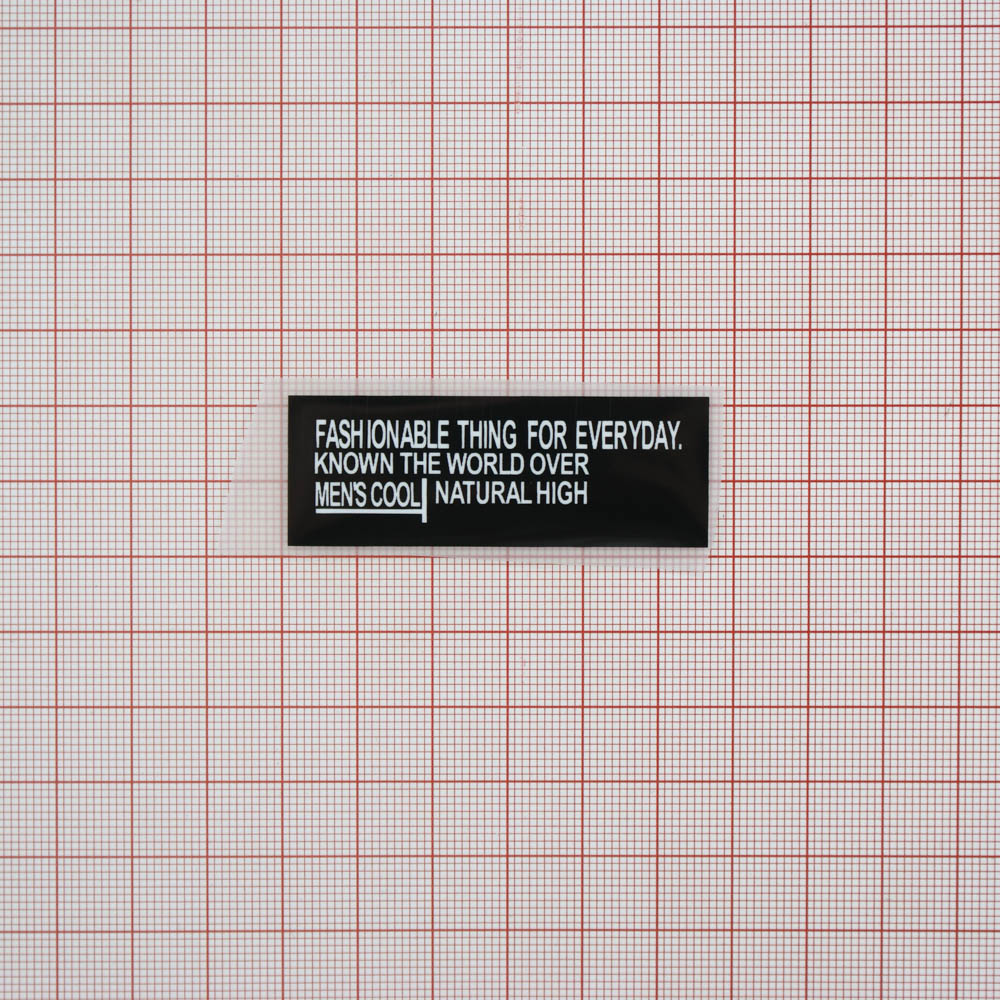 FASHIONABLE THING FOR EVERYDAY.
KNOWN THE WORLD OVER
MEN'S COOL NATURAL HIGH